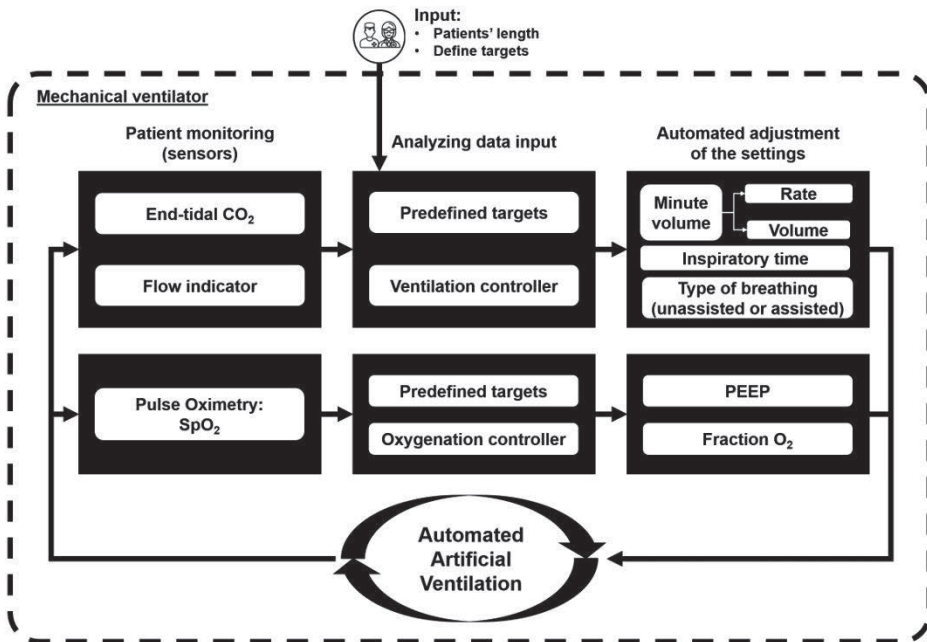 Input:
• Patients' length
• Define targets
Mechanical ventilator
Patient monitoring
(sensors)
Analyzing data input
Automated adjustment
of the settings
End-tidal CO₂
Flow indicator
Predefined targets
Ventilation controller
Minute
volume
Rate
Volume
Inspiratory time
Type of breathing
(unassisted or assisted)
Pulse Oximetry:
SpO₂
Predefined targets
Oxygenation controller
PEEP
Fraction O₂
Automated
Artificial
Ventilation